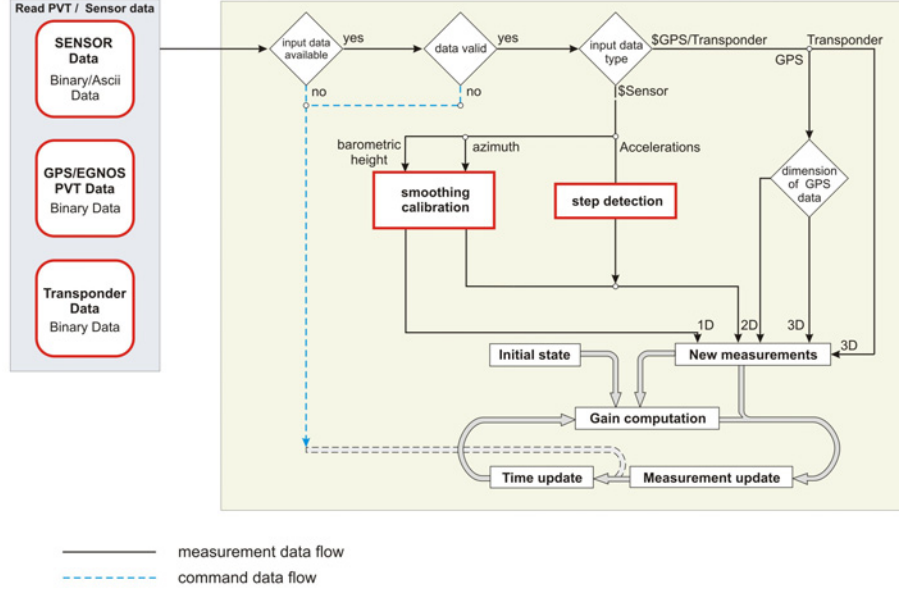 Read PVT / Sensor data
SENSOR
Data
Binary/Ascii
Data
GPS/EGNOS
PVT Data
Binary Data
Transponder
Data
Binary Data
input data
available
yes
no
data valid
yes
no
input data
type
$GPS/Transponder
Transponder
GPS
$Sensor
barometric
height
azimuth
Accelerations
dimension
of GPS
data
smoothing
calibration
step detection
1D
2D
3D
3D
Initial state
New measurements
Gain computation
Time update
Measurement update
measurement data flow
command data flow